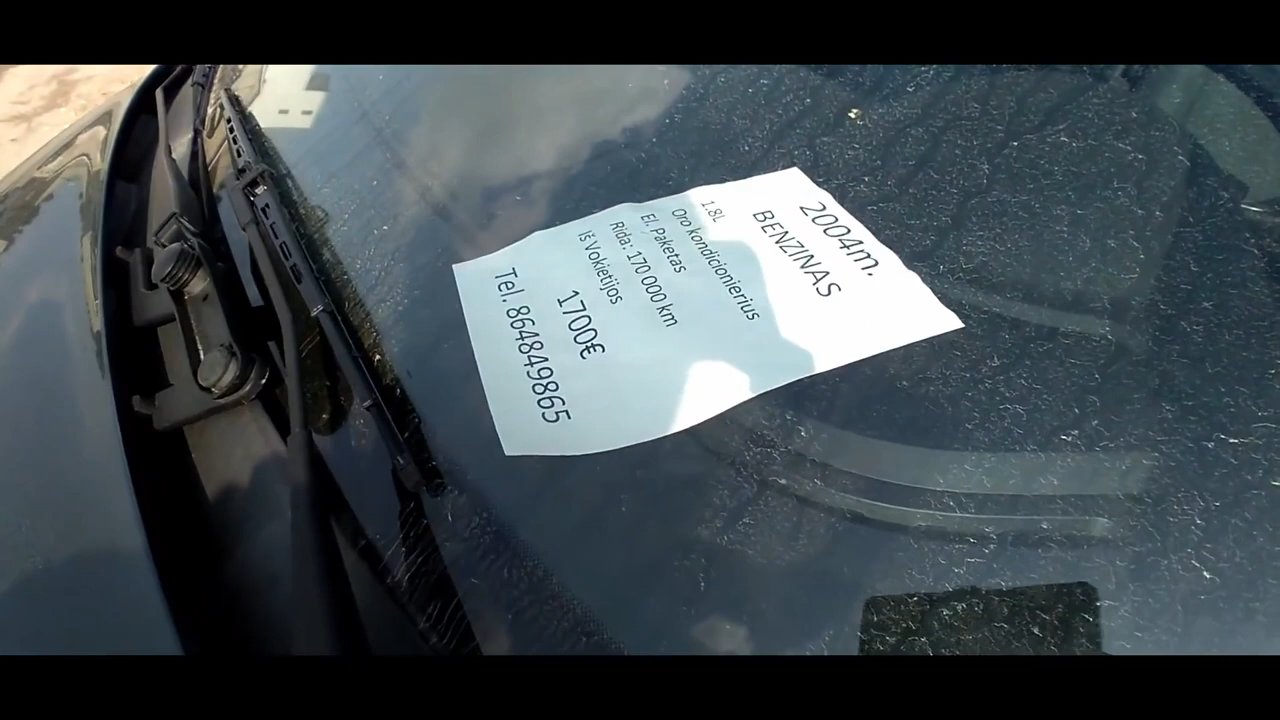 2004m.
BENZINAS
1.8L
Oro kondicionierius
El. Paketas
Rida: 170 000 km
Iš Vokietijos
1700€
Tel. 864849865